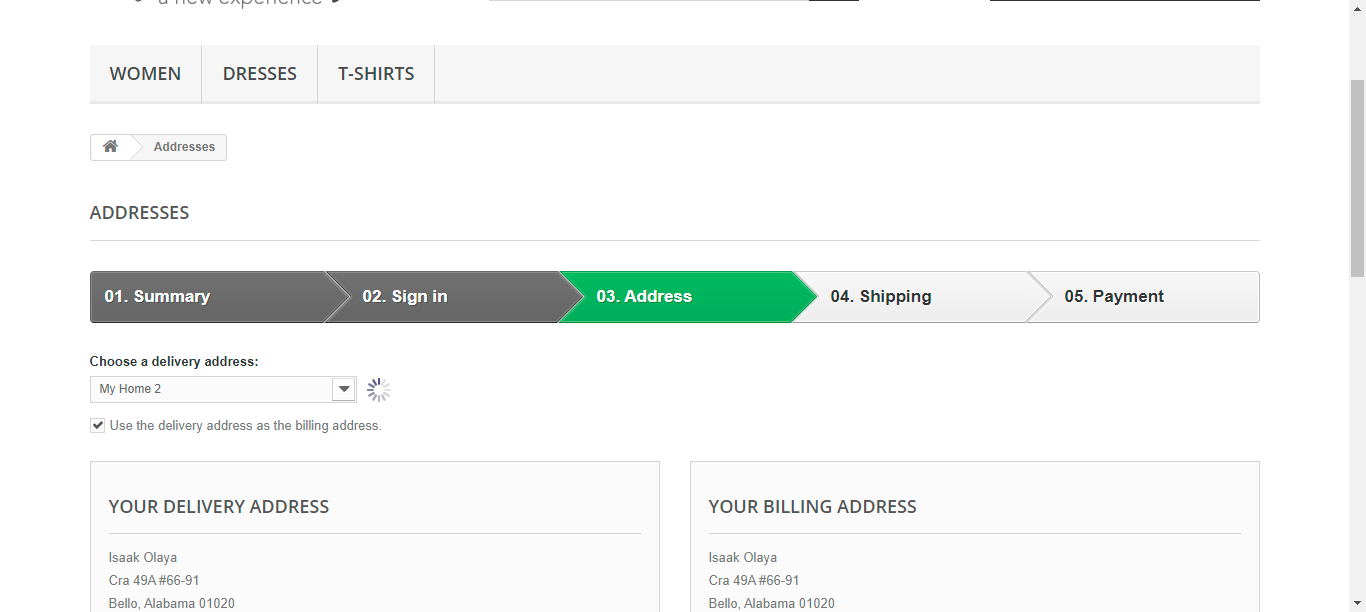 a new experience
WOMEN DRESSES T-SHIRTS
Addresses
ADDRESSES
01. Summary 02. Sign in 03. Address 04. Shipping 05. Payment
Choose a delivery address:
My Home 2
Use the delivery address as the billing address.
YOUR DELIVERY ADDRESS
Isaak Olaya
Cra 49A #66-91
Bello, Alabama 01020
YOUR BILLING ADDRESS
Isaak Olaya
Cra 49A #66-91
Bello, Alabama 01020